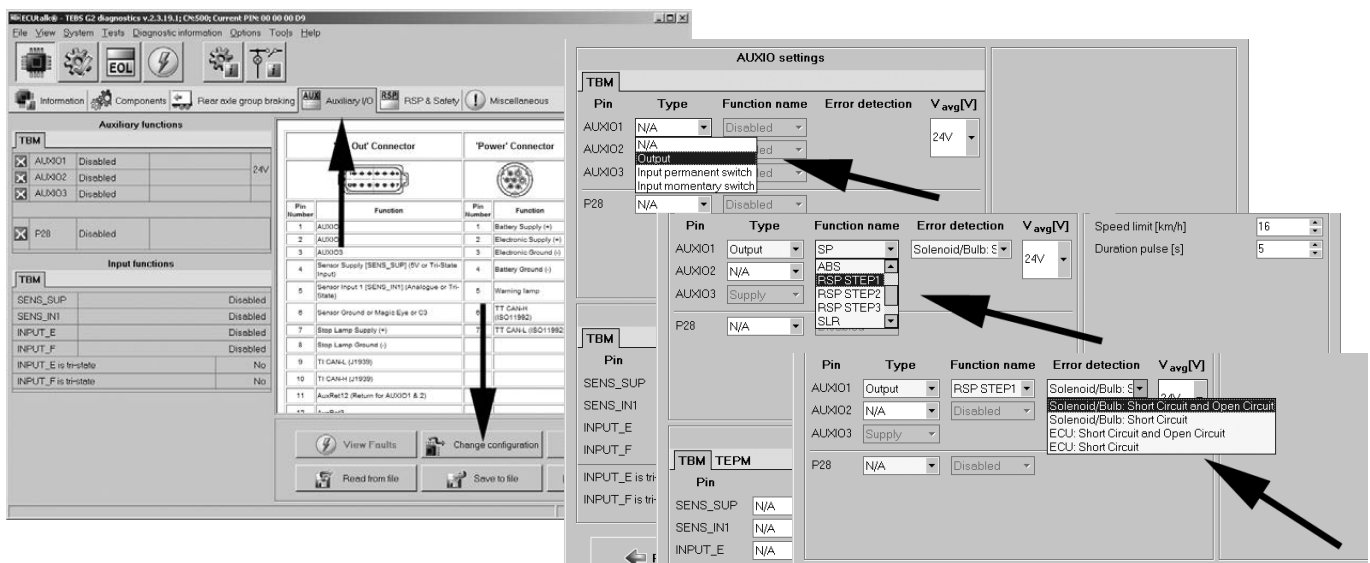 ECUtalk® - TEBS G2 diagnostics v.2.3.19.1; CN:500; Current PIN: 00 00 00 D9
File View System Tests Diagnostic information Options Tools Help
EOL
Information Components Rear axle group braking AUX Auxiliary I/O RSP RSP & Safety Miscellaneous
Auxiliary functions
TBM
AUXIO1 Disabled
24V
AUXIO2 Disabled
AUXIO3 Disabled
P28 Disabled
Input functions
TBM
SENS_SUP Disabled
SENS_IN1 Disabled
INPUT_E Disabled
INPUT_F Disabled
INPUT_E is tri-state No
INPUT_F is tri-state No
Out' Connector 'Power' Connector
Pin Number Function Pin Number Function
1 AUXIO 1 Battery Supply (+)
2 AUXIO 2 Electronic Supply (+)
3 AUXIO3 3 Electronic Ground (-)
4 Sensor Supply [SENS_SUP] (5V or Tri-State Input) 4 Battery Ground (-)
5 Sensor Input 1 [SENS_IN1] (Analogue or Tri-State) 5 Warning lamp
6 Sensor Ground or Magic Eye or C3 6 TT CAN-H (ISO11992)
7 Stop Lamp Supply (+) 7 TT CAN-L (ISO11992
8 Stop Lamp Ground (-)
9 TI CAN-L (J1939)
10 TI CAN-H (J1939)
11 AuxRet12 (Return for AUXIO1 & 2)
View Faults Change configuration
Read from file Save to file
AUXIO settings
TBM
Pin Type Function name Error detection V avg[V]
AUXIO1 N/A Disabled
24V
AUXIO2 N/A
Output
AUXIO3 Input permanent switch
Input momentary switch
P28 N/A Disabled
TBM
Pin
SENS_SUP
SENS_IN1
INPUT_E
INPUT_F
INPUT_E is tri-
INPUT_F is tri-
Pin Type Function name Error detection V avg[V]
AUXIO1 Output SP Solenoid/Bulb: S
24V
AUXIO2 N/A ABS
RSP STEP1
AUXIO3 Supply RSP STEP2
RSP STEP3
P28 N/A SLR
Speed limit [km/h] 16
Duration pulse [s] 5
TBM TEPM
Pin
SENS_SUP N/A
SENS_IN1 N/A
INPUT_E N/A
Pin Type Function name Error detection V avg[V]
AUXIO1 Output RSP STEP1 Solenoid/Bulb: S
24V
AUXIO2 N/A Disabled Solenoid/Bulb: Short Circuit and Open Circuit
Solenoid/Bulb: Short Circuit
AUXIO3 Supply ECU: Short Circuit and Open Circuit
ECU: Short Circuit
P28 N/A Disabled